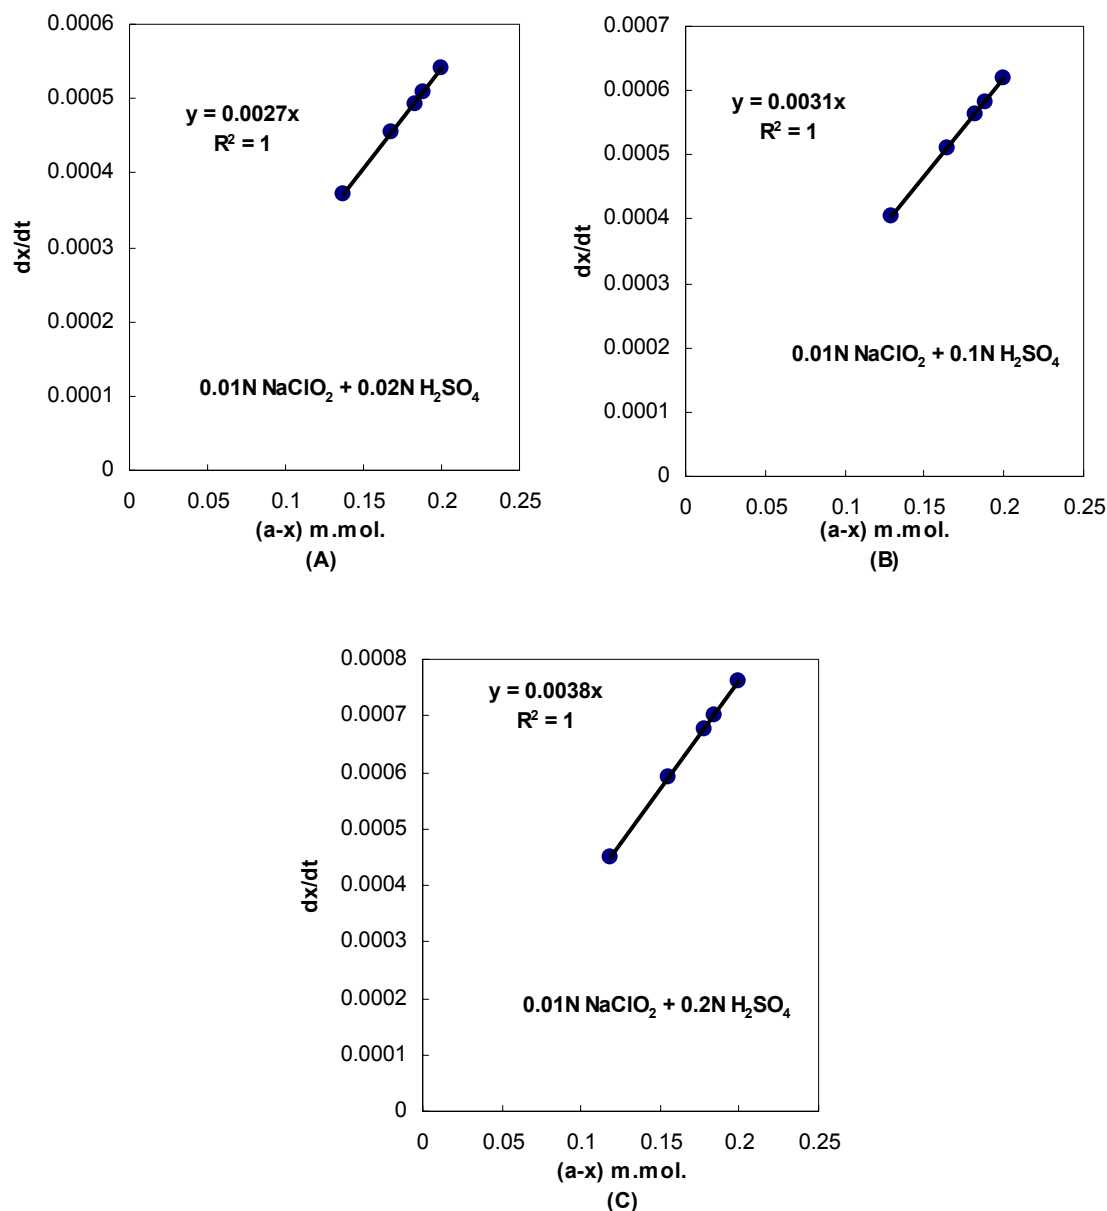 0.0006
0.0005
0.0004
0.0003
0.0002
0.0001
0
dx/dt
y = 0.0027x
R² = 1
0.01N NaClO₂ + 0.02N H₂SO₄
0 0.05 0.1 0.15 0.2 0.25
(a-x) m.mol.
(A)
0.0007
0.0006
0.0005
0.0004
0.0003
0.0002
0.0001
0
dx/dt
y = 0.0031x
R² = 1
0.01N NaClO₂ + 0.1N H₂SO₄
0 0.05 0.1 0.15 0.2 0.25
(a-x) m.mol.
(B)
0.0008
0.0007
0.0006
0.0005
0.0004
0.0003
0.0002
0.0001
0
dx/dt
y = 0.0038x
R² = 1
0.01N NaClO₂ + 0.2N H₂SO₄
0 0.05 0.1 0.15 0.2 0.25
(a-x) m.mol.
(C)